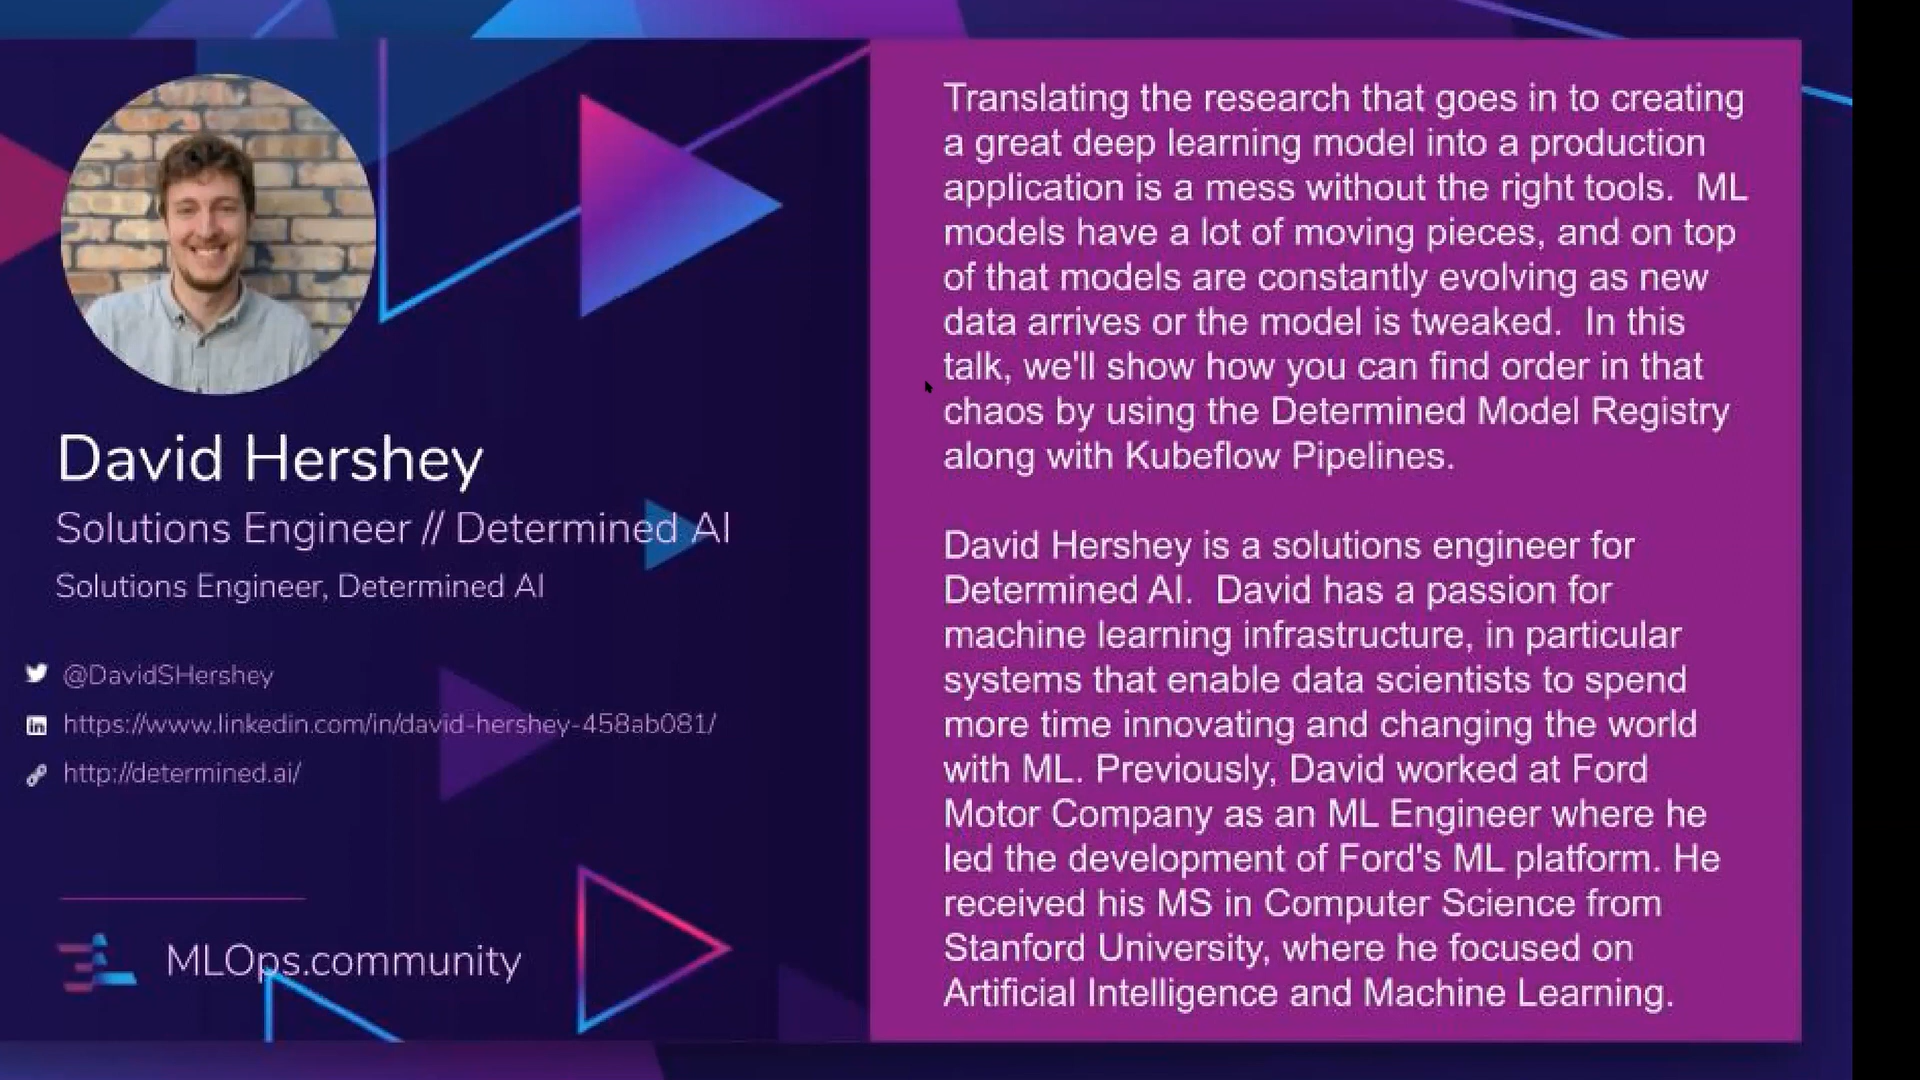 David Hershey
Solutions Engineer // Determined AI
Solutions Engineer, Determined AI
@DavidSHershey
https://www.linkedin.com/in/david-hershey-458ab081/
http://determined.ai/
MLOps.community
Translating the research that goes in to creating
a great deep learning model into a production
application is a mess without the right tools.  ML
models have a lot of moving pieces, and on top
of that models are constantly evolving as new
data arrives or the model is tweaked.  In this
talk, we'll show how you can find order in that
chaos by using the Determined Model Registry
along with Kubeflow Pipelines.
David Hershey is a solutions engineer for
Determined AI.  David has a passion for
machine learning infrastructure, in particular
systems that enable data scientists to spend
more time innovating and changing the world
with ML. Previously, David worked at Ford
Motor Company as an ML Engineer where he
led the development of Ford's ML platform. He
received his MS in Computer Science from
Stanford University, where he focused on
Artificial Intelligence and Machine Learning.